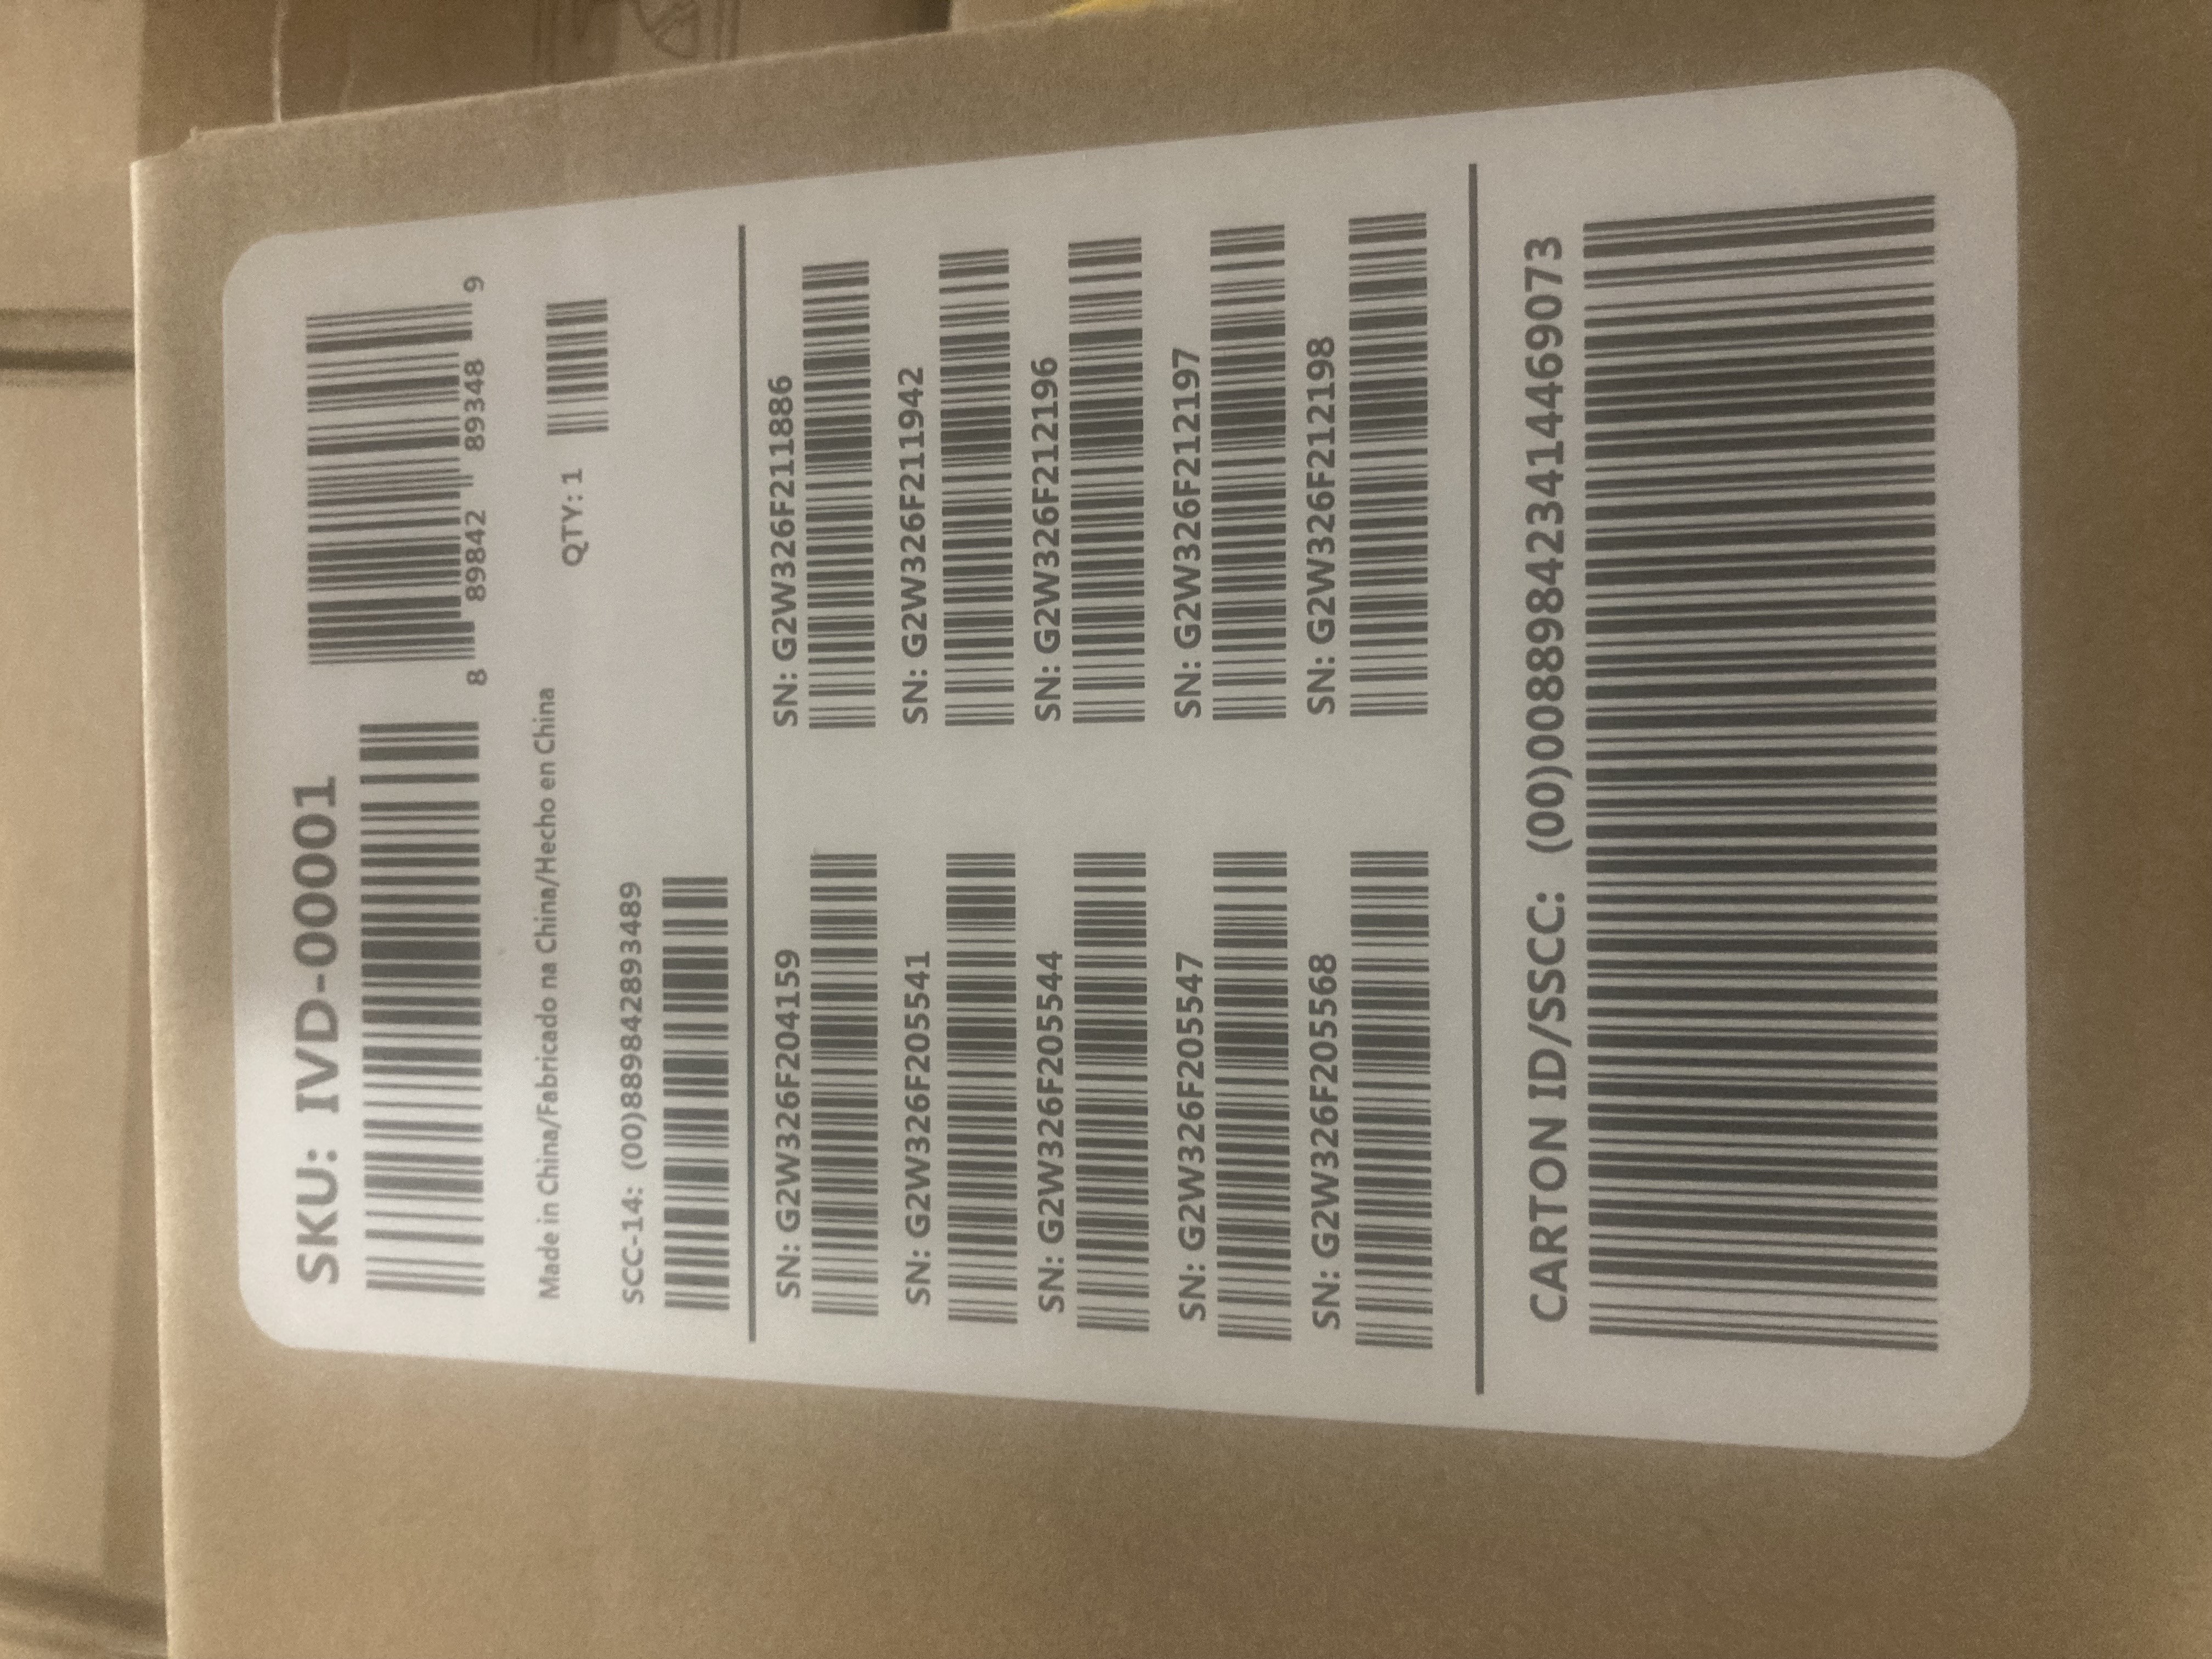 SKU: IVD-00001
8 89842 89348 9
Made in China/Fabricado na China/Hecho en China
QTY: 1
SCC-14: (00)889842893489
SN: G2W326F204159
SN: G2W326F211886
SN: G2W326F205541
SN: G2W326F211942
SN: G2W326F205544
SN: G2W326F212196
SN: G2W326F205547
SN: G2W326F212197
SN: G2W326F205568
SN: G2W326F212198
CARTON ID/SSCC: (00)008898423414469073